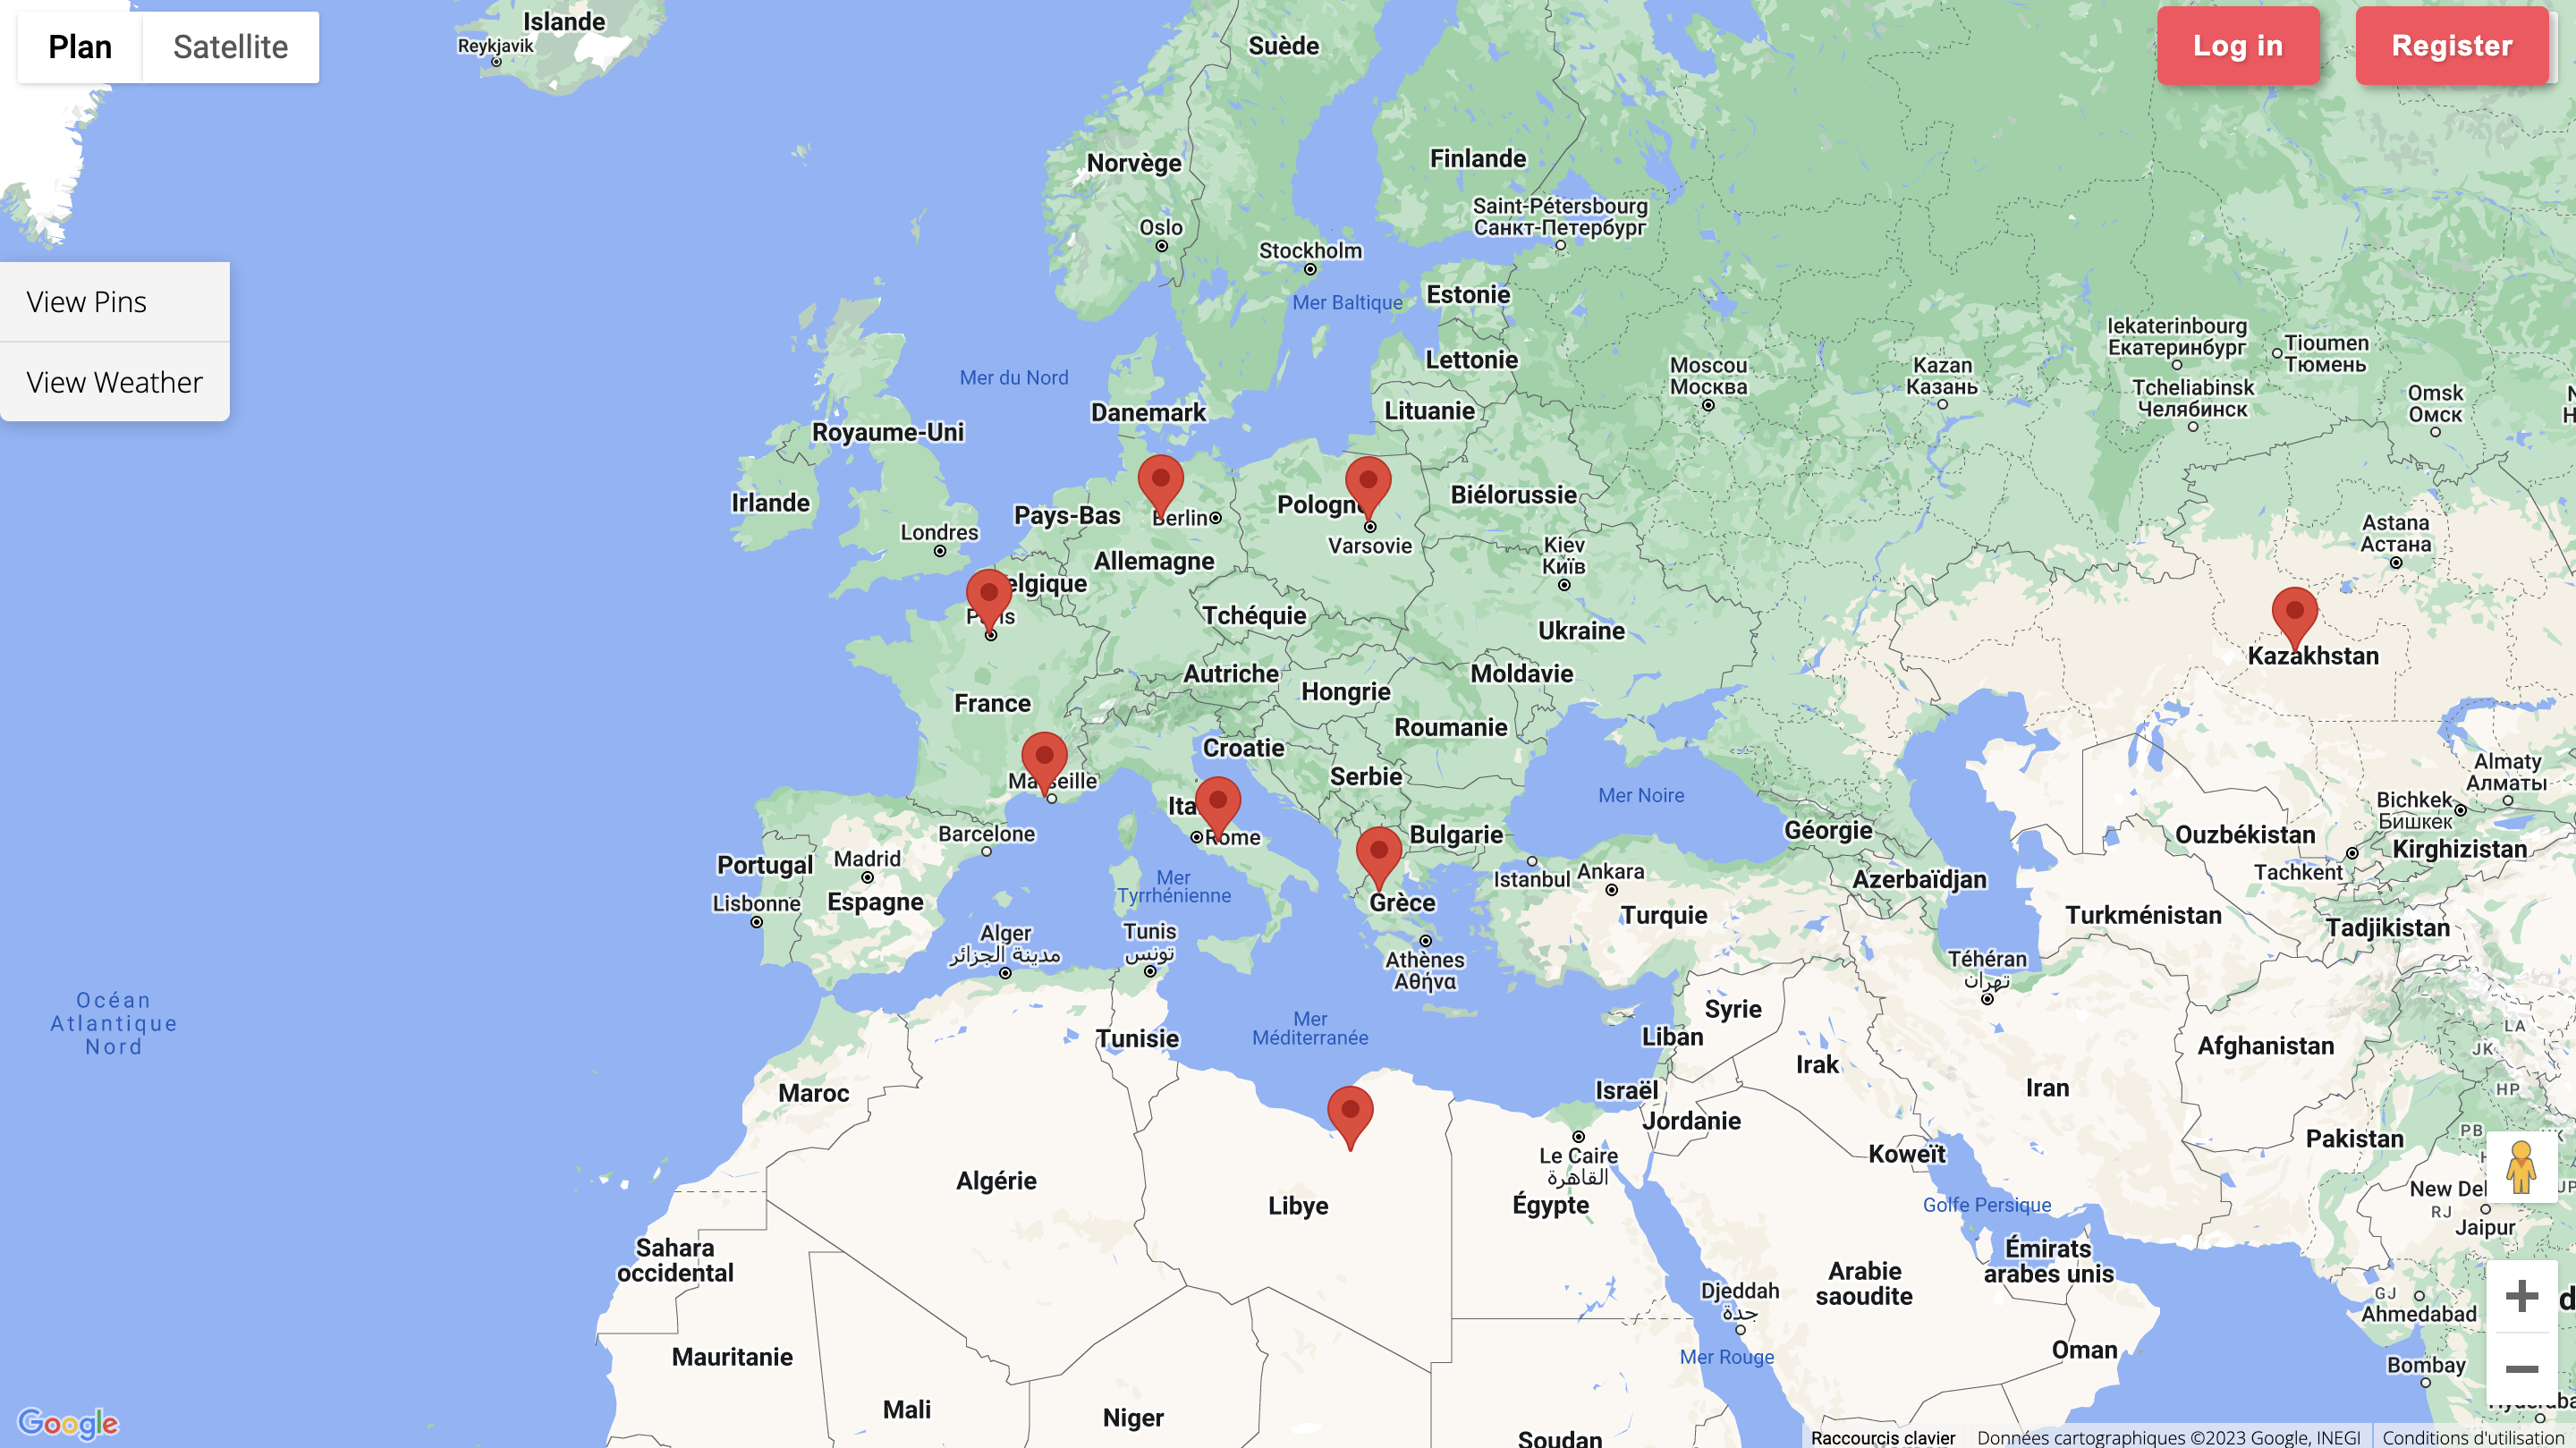 Plan
Satellite
Log in
Register
Islande
Reykjavik
Suède
Norvège
Finlande
Oslo
Saint-Pétersbourg
Санкт-Петербург
Stockholm
View Pins
View Weather
Mer Baltique
Estonie
Lettonie
Iekaterinbourg
Екатеринбург
Tioumen
Тюмень
Moscou
Москва
Kazan
Казань
Tcheliabinsk
Челябинск
Omsk
Омск
Mer du Nord
Danemark
Lituanie
Royaume-Uni
Irlande
Pays-Bas
Berlin
Biélorussie
Londres
Varsovie
Allemagne
Kiev
Київ
Astana
Астана
Tchéquie
Ukraine
Kazakhstan
Autriche
Hongrie
Moldavie
France
Roumanie
Croatie
Serbie
Mer Noire
Almaty
Алматы
Bichkek
Бишкек
Rome
Barcelone
Bulgarie
Géorgie
Ouzbékistan
Kirghizistan
Portugal
Madrid
Espagne
Lisbonne
Mer
Tyrrhénienne
Grèce
Istanbul
Ankara
Turquie
Azerbaïdjan
Tachkent
Turkménistan
Tadjikistan
Alger
مدينة الجزائر
Tunis
تونس
Athènes
Αθήνα
Téhéran
تهران
Océan
Atlantique
Nord
Mer
Méditerranée
Tunisie
Syrie
Liban
Irak
Iran
Afghanistan
LA
JK
HP
PB
Maroc
Israël
Jordanie
Koweït
Pakistan
Le Caire
القاهرة
Algérie
Libye
Égypte
Golfe Persique
New Del
RJ
Jaipur
UP
Sahara
occidental
Émirats
arabes unis
Arabie
saoudite
Djeddah
جدة
GJ
Ahmedabad
Mer Rouge
Oman
Mauritanie
Bombay
Mali
Niger
Soudan
Google
Raccourcis clavier
Données cartographiques ©2023 Google, INEGI
Conditions d'utilisation